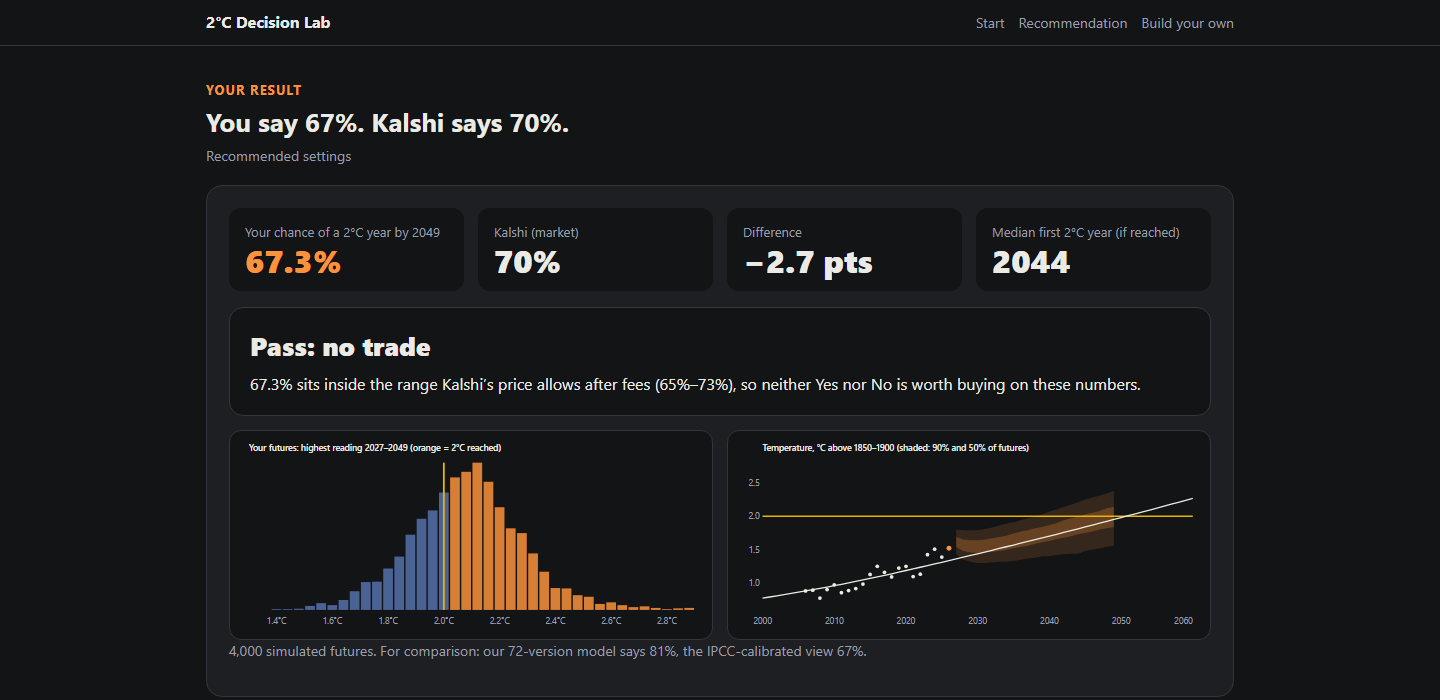 2°C Decision Lab
Start Recommendation Build your own
YOUR RESULT
You say 67%. Kalshi says 70%.
Recommended settings
Your chance of a 2°C year by 2049
67.3%
Kalshi (market)
70%
Difference
−2.7 pts
Median first 2°C year (if reached)
2044
Pass: no trade
67.3% sits inside the range Kalshi's price allows after fees (65%–73%), so neither Yes nor No is worth buying on these numbers.
Your futures: highest reading 2027–2049 (orange = 2°C reached)
1.4°C 1.6°C 1.8°C 2.0°C 2.2°C 2.4°C 2.6°C 2.8°C
Temperature, °C above 1850–1900 (shaded: 90% and 50% of futures)
2.5
2.0
1.5
1.0
2000 2010 2020 2030 2040 2050 2060
4,000 simulated futures. For comparison: our 72-version model says 81%, the IPCC-calibrated view 67%.